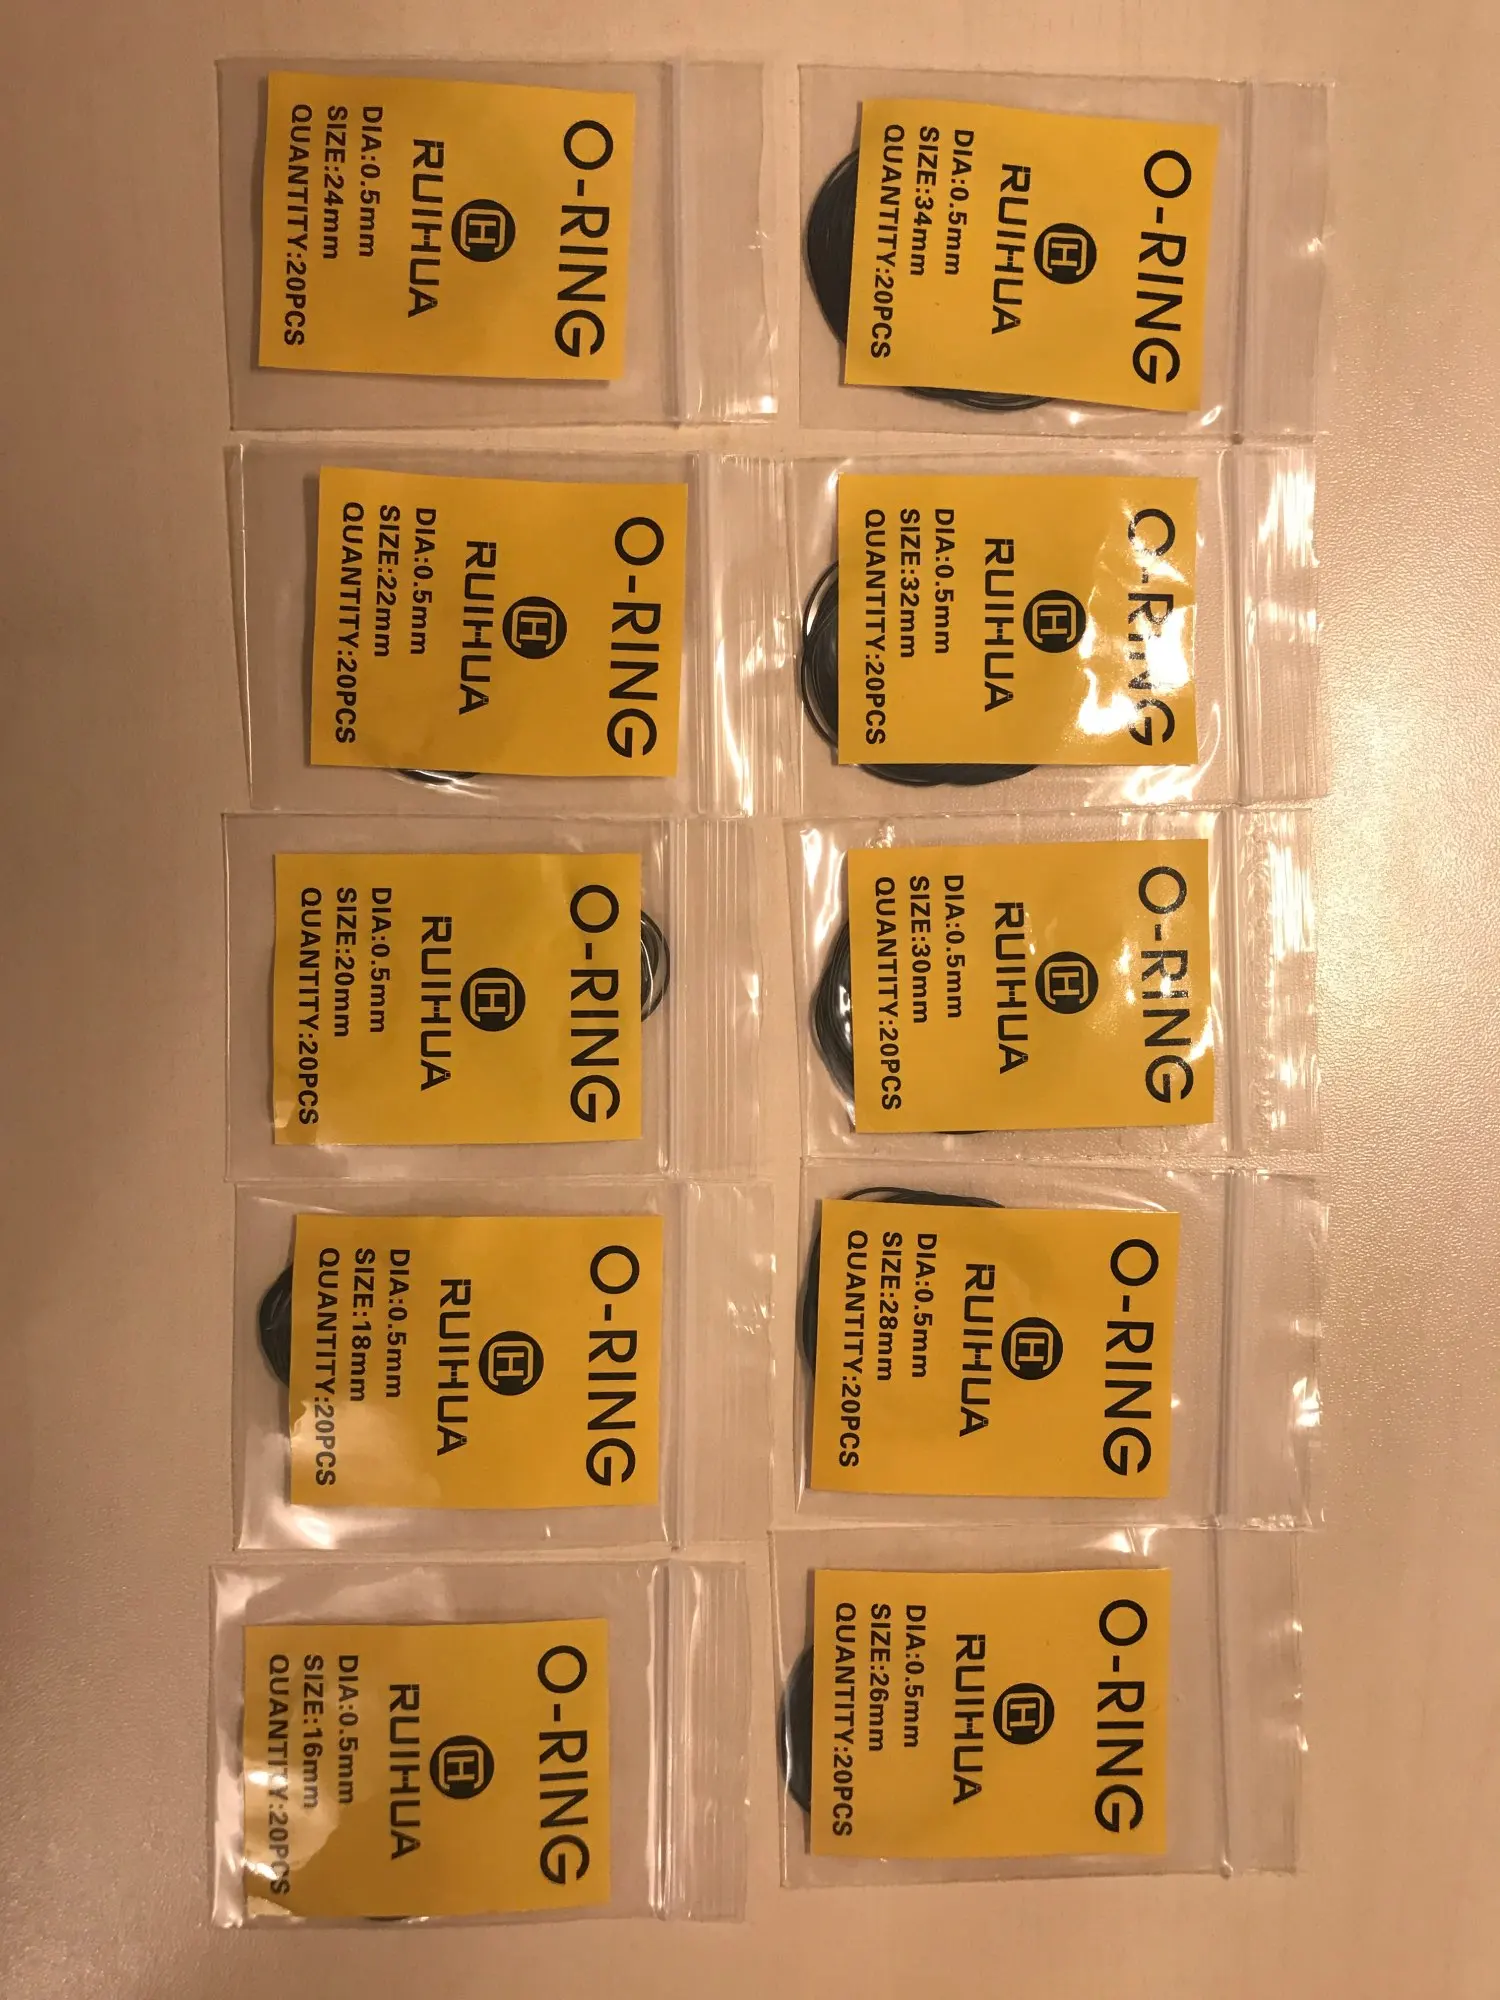 O-RING
RUIHUA
DIA:0.5mm
SIZE:34mm
QUANTITY:20PCS
O-RING
RUIHUA
DIA:0.5mm
SIZE:32mm
QUANTITY:20PCS
O-RING
RUIHUA
DIA:0.5mm
SIZE:30mm
QUANTITY:20PCS
O-RING
RUIHUA
DIA:0.5mm
SIZE:28mm
QUANTITY:20PCS
O-RING
RUIHUA
DIA:0.5mm
SIZE:26mm
QUANTITY:20PCS
O-RING
RUIHUA
DIA:0.5mm
SIZE:24mm
QUANTITY:20PCS
O-RING
RUIHUA
DIA:0.5mm
SIZE:22mm
QUANTITY:20PCS
O-RING
RUIHUA
DIA:0.5mm
SIZE:20mm
QUANTITY:20PCS
O-RING
RUIHUA
DIA:0.5mm
SIZE:18mm
QUANTITY:20PCS
O-RING
RUIHUA
DIA:0.5mm
SIZE:16mm
QUANTITY:20PCS